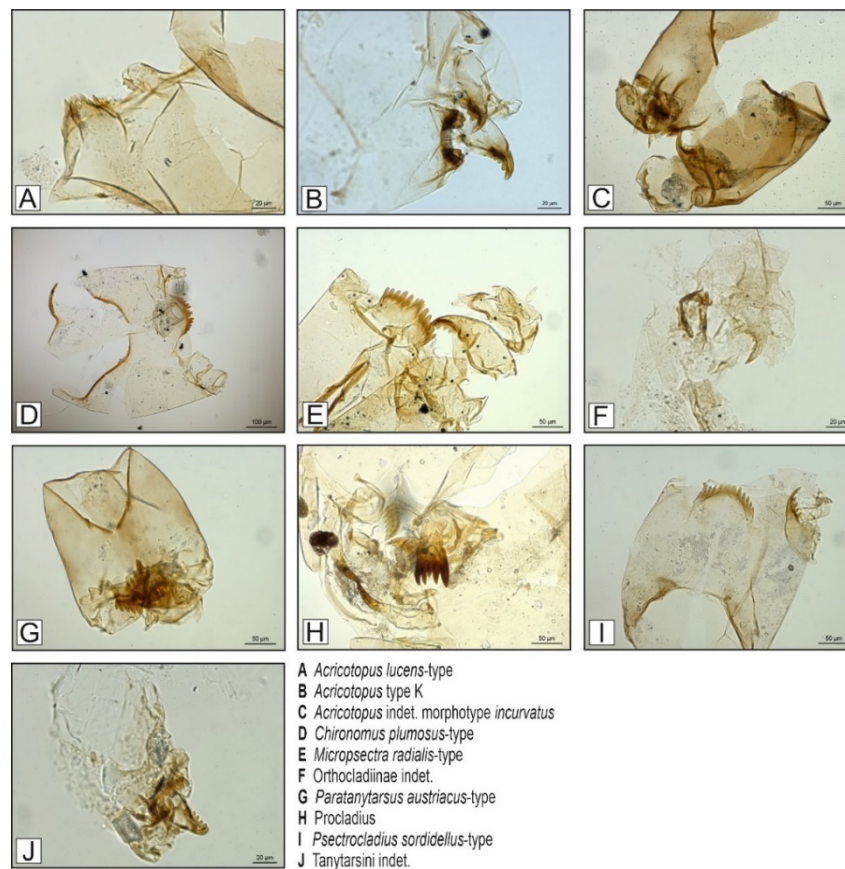 A
20 µm
B
20 µm
C
50 µm
D
100 µm
E
50 µm
F
20 µm
G
50 µm
H
50 µm
I
50 µm
J
20 µm
A Acricotopus lucens-type
B Acricotopus type K
C Acricotopus indet. morphotype incurvatus
D Chironomus plumosus-type
E Micropsectra radialis-type
F Orthocladiinae indet.
G Paratanytarsus austriacus-type
H Procladius
I Psectrocladius sordidellus-type
J Tanytarsini indet.